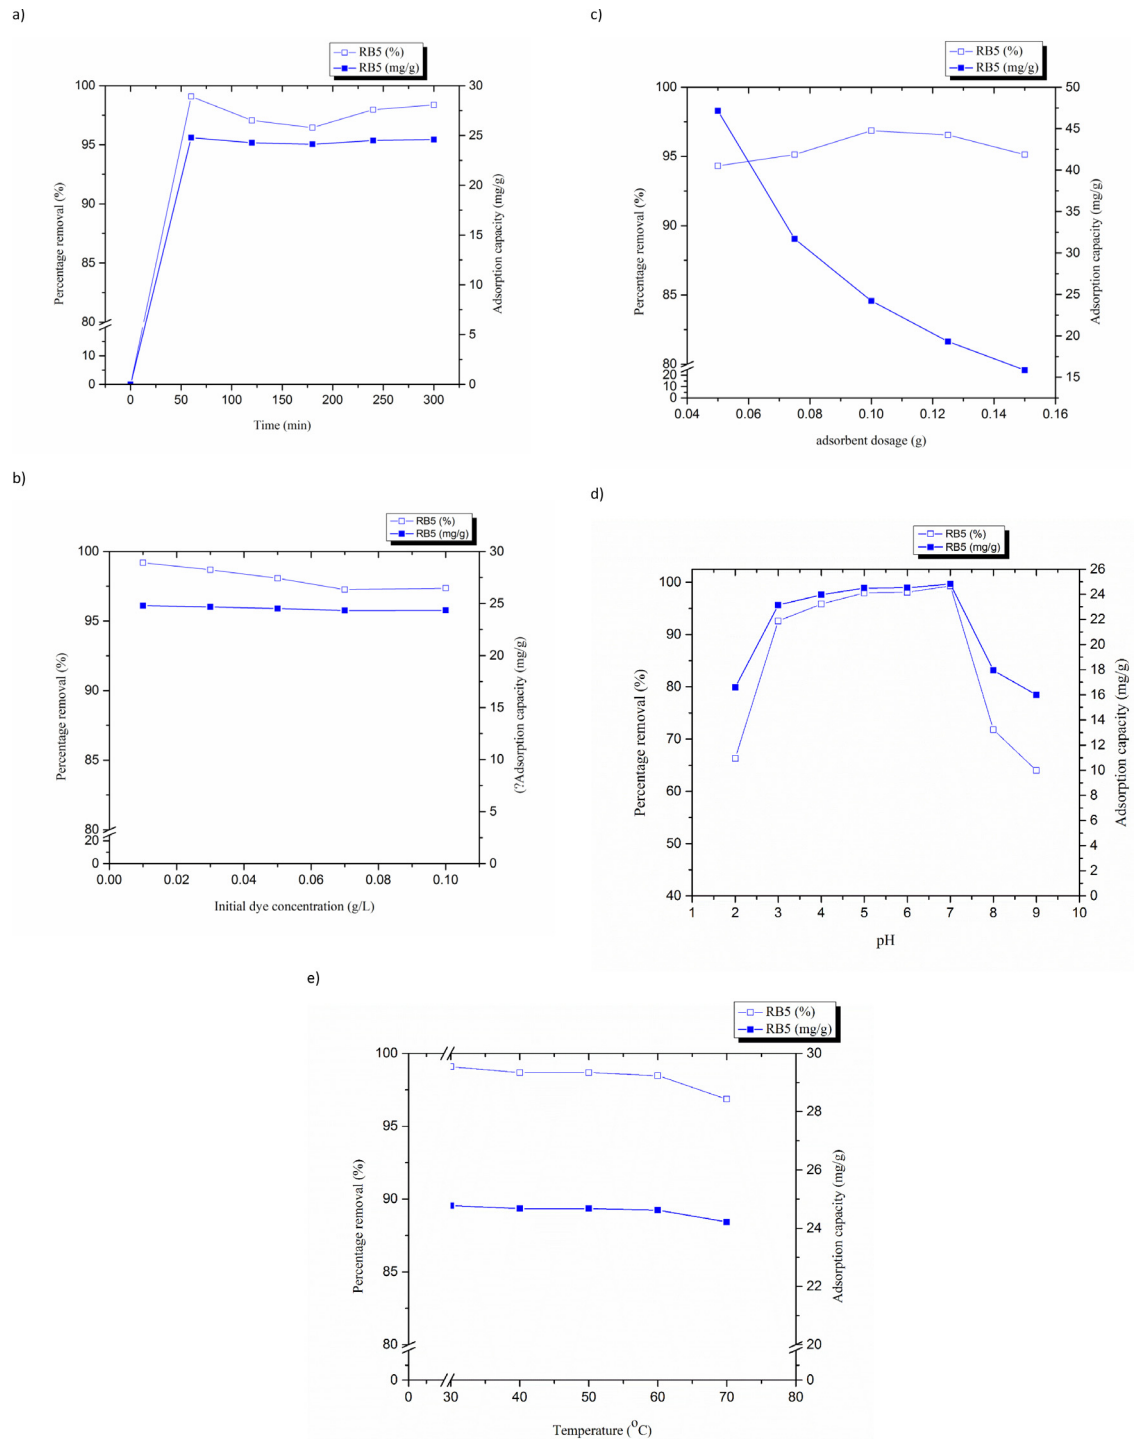 a)
RB5 (%)
RB5 (mg/g)
100
95
90
85
80
10
0
Percentage removal (%)
30
25
20
15
10
5
0
Adsorption capacity (mg/g)
0 50 100 150 200 250 300
Time (min)
b)
RB5 (%)
RB5 (mg/g)
100
95
90
85
80
20
0
Percentage removal (%)
30
25
20
15
10
5
0
(?Adsorption capacity (mg/g)
0.00 0.02 0.04 0.06 0.08 0.10
Initial dye concentration (g/L)
c)
RB5 (%)
RB5 (mg/g)
100
95
90
85
80
20
15
10
5
0
Percentage removal (%)
50
45
40
35
30
25
20
15
Adsorption capacity (mg/g)
0.04 0.06 0.08 0.10 0.12 0.14 0.16
adsorbent dosage (g)
d)
RB5 (%)
RB5 (mg/g)
100
90
80
70
60
50
40
Percentage removal (%)
26
24
22
20
18
16
14
12
10
8
6
4
2
0
Adsorption capacity (mg/g)
1 2 3 4 5 6 7 8 9 10
pH
e)
RB5 (%)
RB5 (mg/g)
100
95
90
85
80
0
Percentage removal (%)
30
28
26
24
22
20
0
Adsorption capacity (mg/g)
0 30 40 50 60 70 80
Temperature (°C)